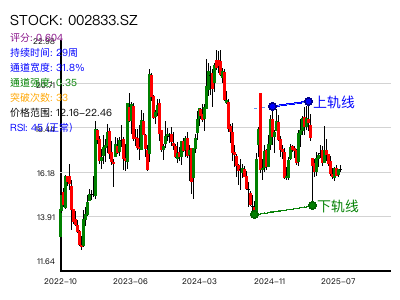 STOCK: 002833.SZ
评分: 0.604
持续时间: 29周
通道宽度: 31.8%
通道强度: 0.35
突破次数: 33
价格范围: 12.16-22.46
RSI: 45 (正常)
上轨线
下轨线
16.18
13.91
11.64
2022-10
2023-06
2024-03
2024-11
2025-07